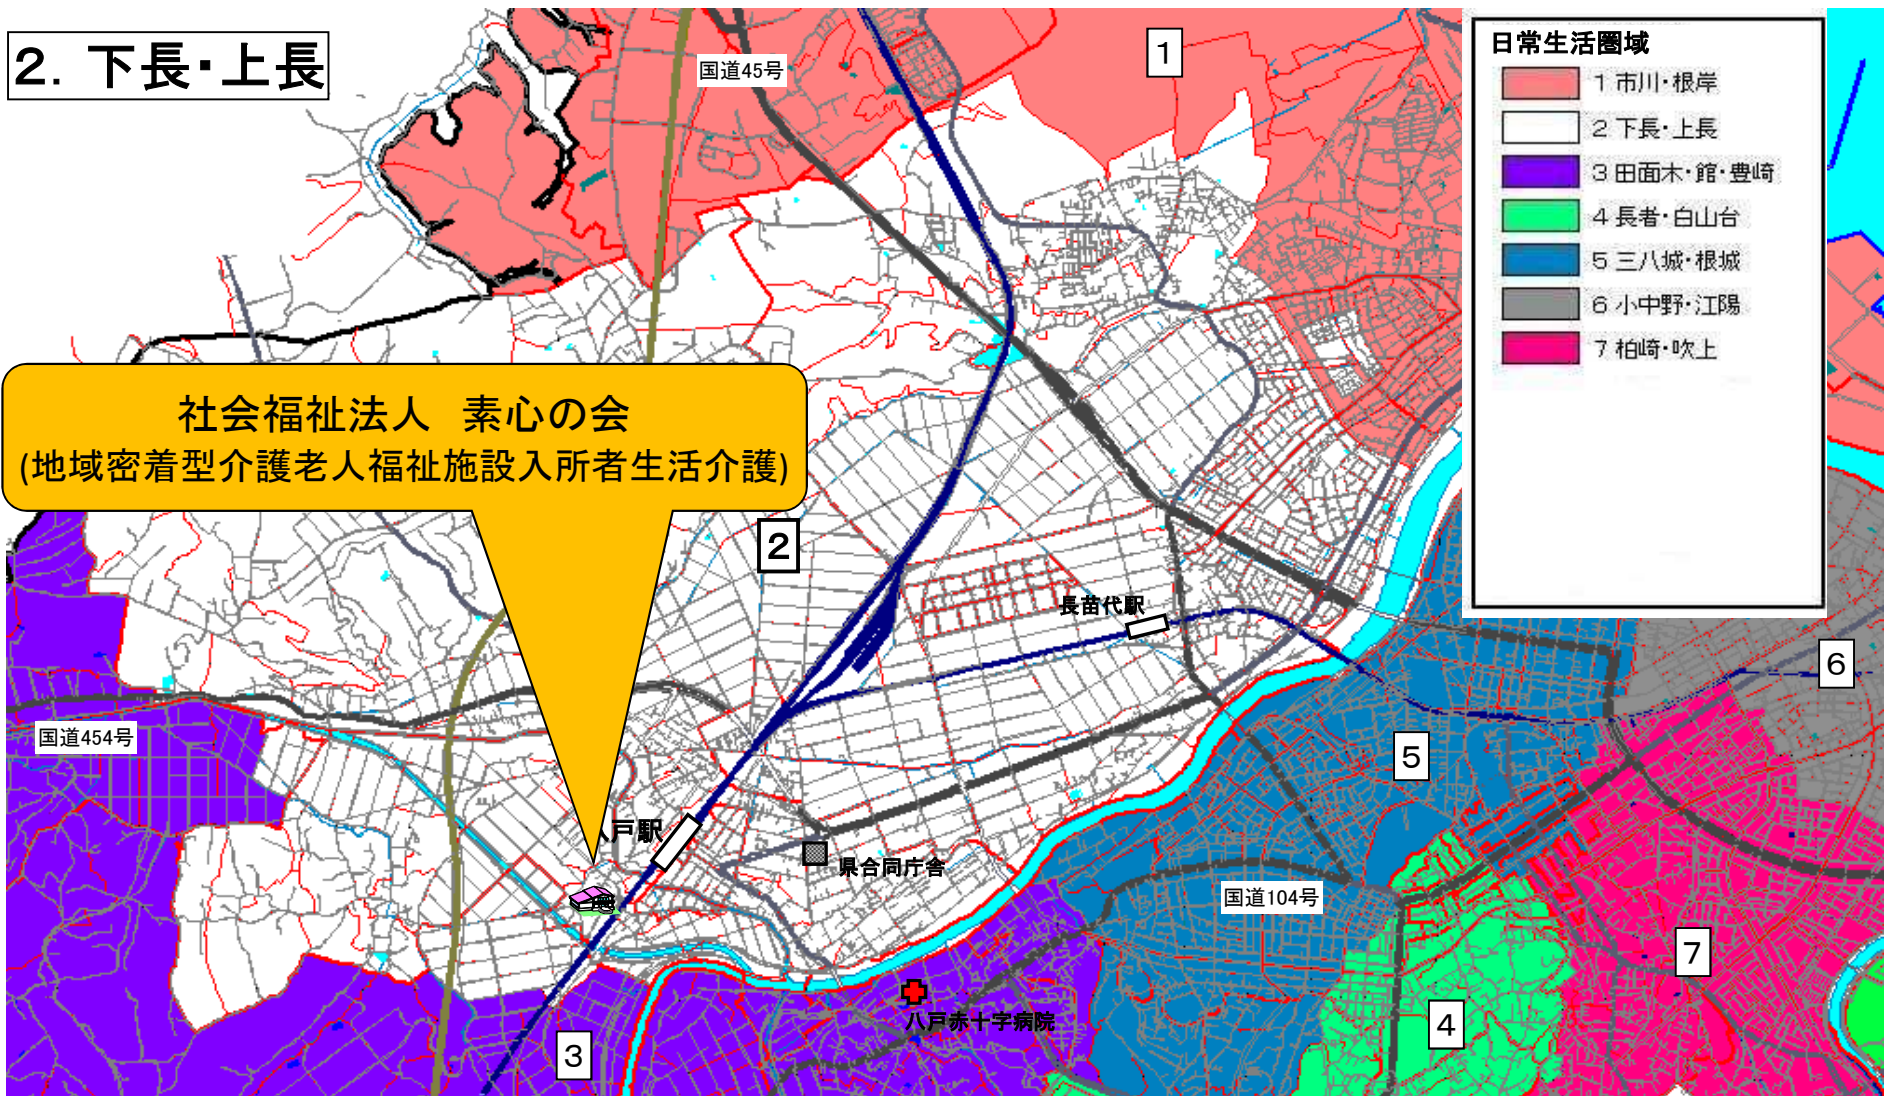 2．下長・上長
国道45号
1
日常生活圏域
1 市川・根岸
2 下長・上長
3 田面木・館・豊崎
4 長者・白山台
5 三八城・根城
6 小中野・江陽
7 柏崎・吹上
社会福祉法人　素心の会
(地域密着型介護老人福祉施設入所者生活介護)
2
長苗代駅
6
国道454号
5
戸駅
県合同庁舎
国道104号
7
八戸赤十字病院
4
3